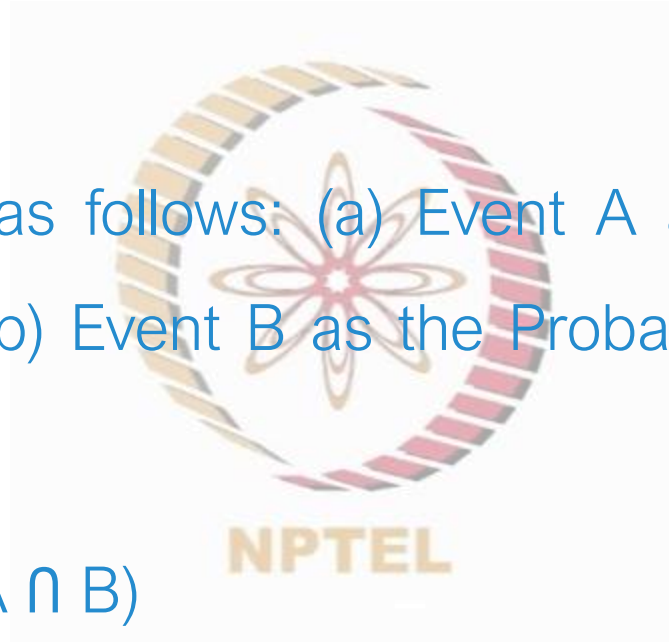 as follows: (a) Event A
b) Event B as the Proba
NPTEL
A ∩ B)